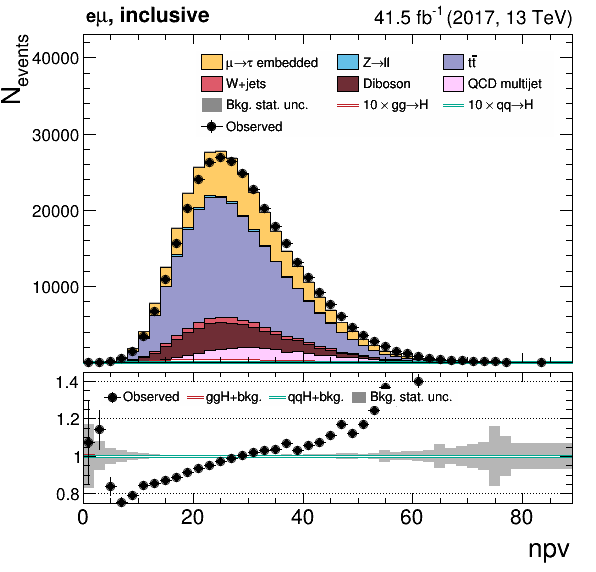 eμ, inclusive 41.5 fb⁻¹ (2017, 13 TeV)
N_events
μ→τ embedded Z→ll tt̄
W+jets Diboson QCD multijet
Bkg. stat. unc. 10 × gg→H 10 × qq→H
Observed
40000
30000
20000
10000
Observed ggH+bkg. qqH+bkg. Bkg. stat. unc.
1.4
1.2
1
0.8
0 20 40 60 80
npv